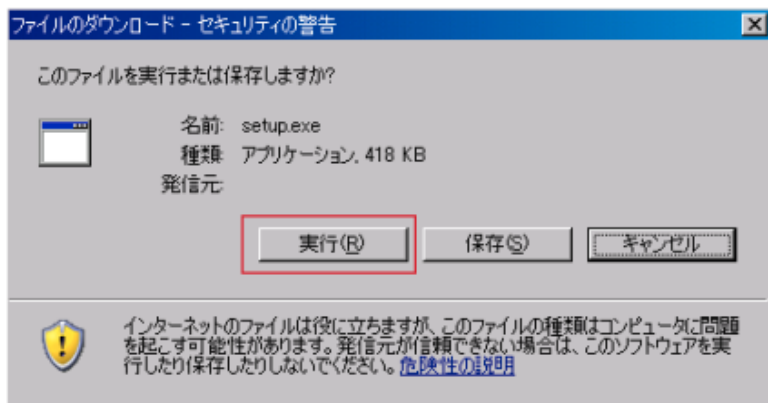 ファイルのダウンロード - セキュリティの警告
このファイルを実行または保存しますか?
名前: setup.exe
種類: アプリケーション, 418 KB
発信元:
実行(R) 保存(S) キャンセル
インターネットのファイルは役に立ちますが、このファイルの種類はコンピュータに問題
を起こす可能性があります。発信元が信頼できない場合は、このソフトウェアを実
行したり保存したりしないでください。危険性の説明